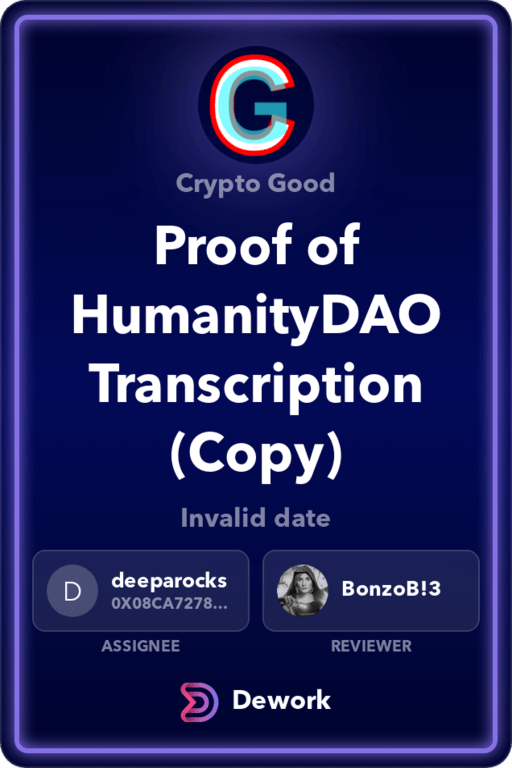 G
Crypto Good
Proof of
HumanityDAO
Transcription
(Copy)
Invalid date
D
deeparocks
0X08CA7278...
ASSIGNEE
BonzoB!3
REVIEWER
Dework